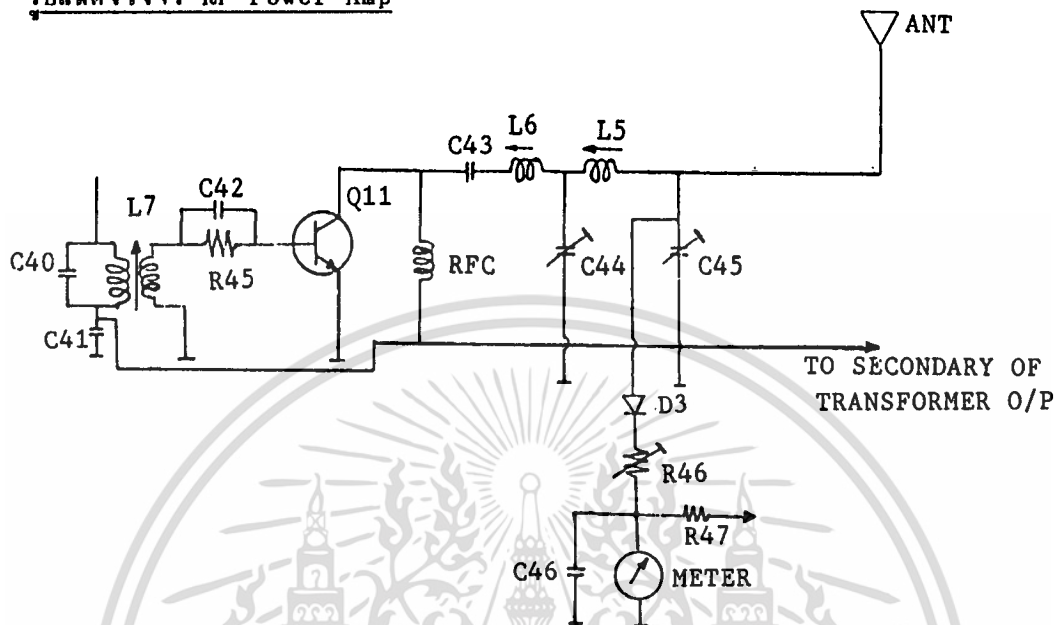 RF Power Amp
ANT
L6
L5
C43
C42
Q11
L7
C40
R45
RFC
C44
C45
C41
TO SECONDARY OF
TRANSFORMER O/P
D3
R46
R47
C46
METER